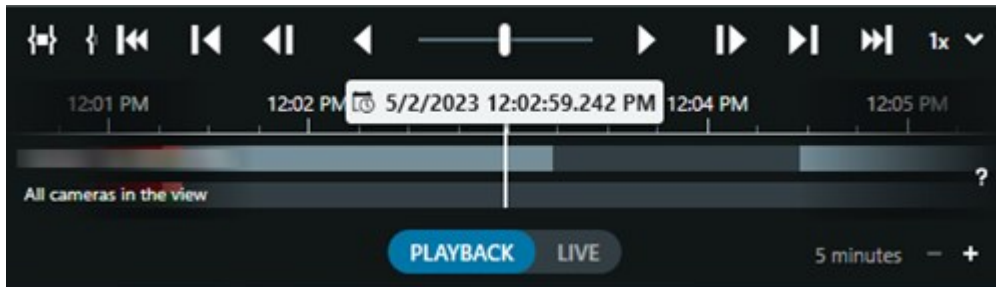 1x
12:01 PM 12:02 PM 5/2/2023 12:02:59.242 PM 12:04 PM 12:05 PM
?
All cameras in the view
PLAYBACK LIVE 5 minutes - +